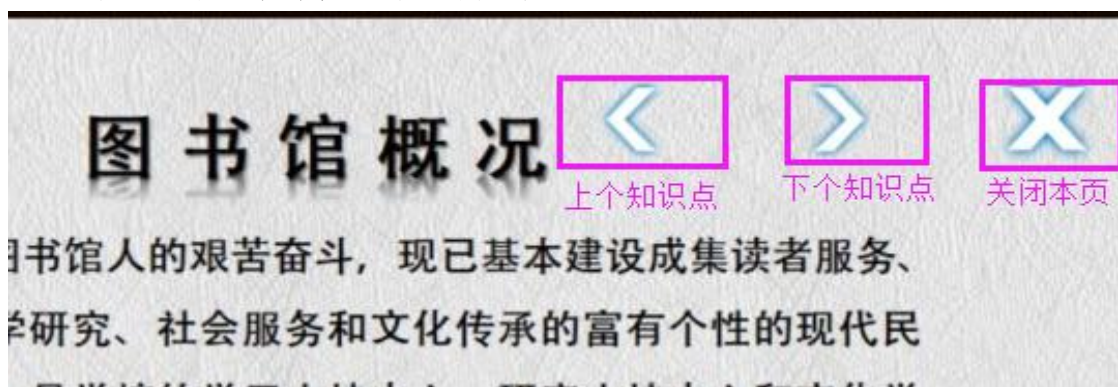 图书馆概况
上个知识点 下个知识点 关闭本页
书馆人的艰苦奋斗，现已基本建设成集读者服务、
研究、社会服务和文化传承的富有个性的现代民